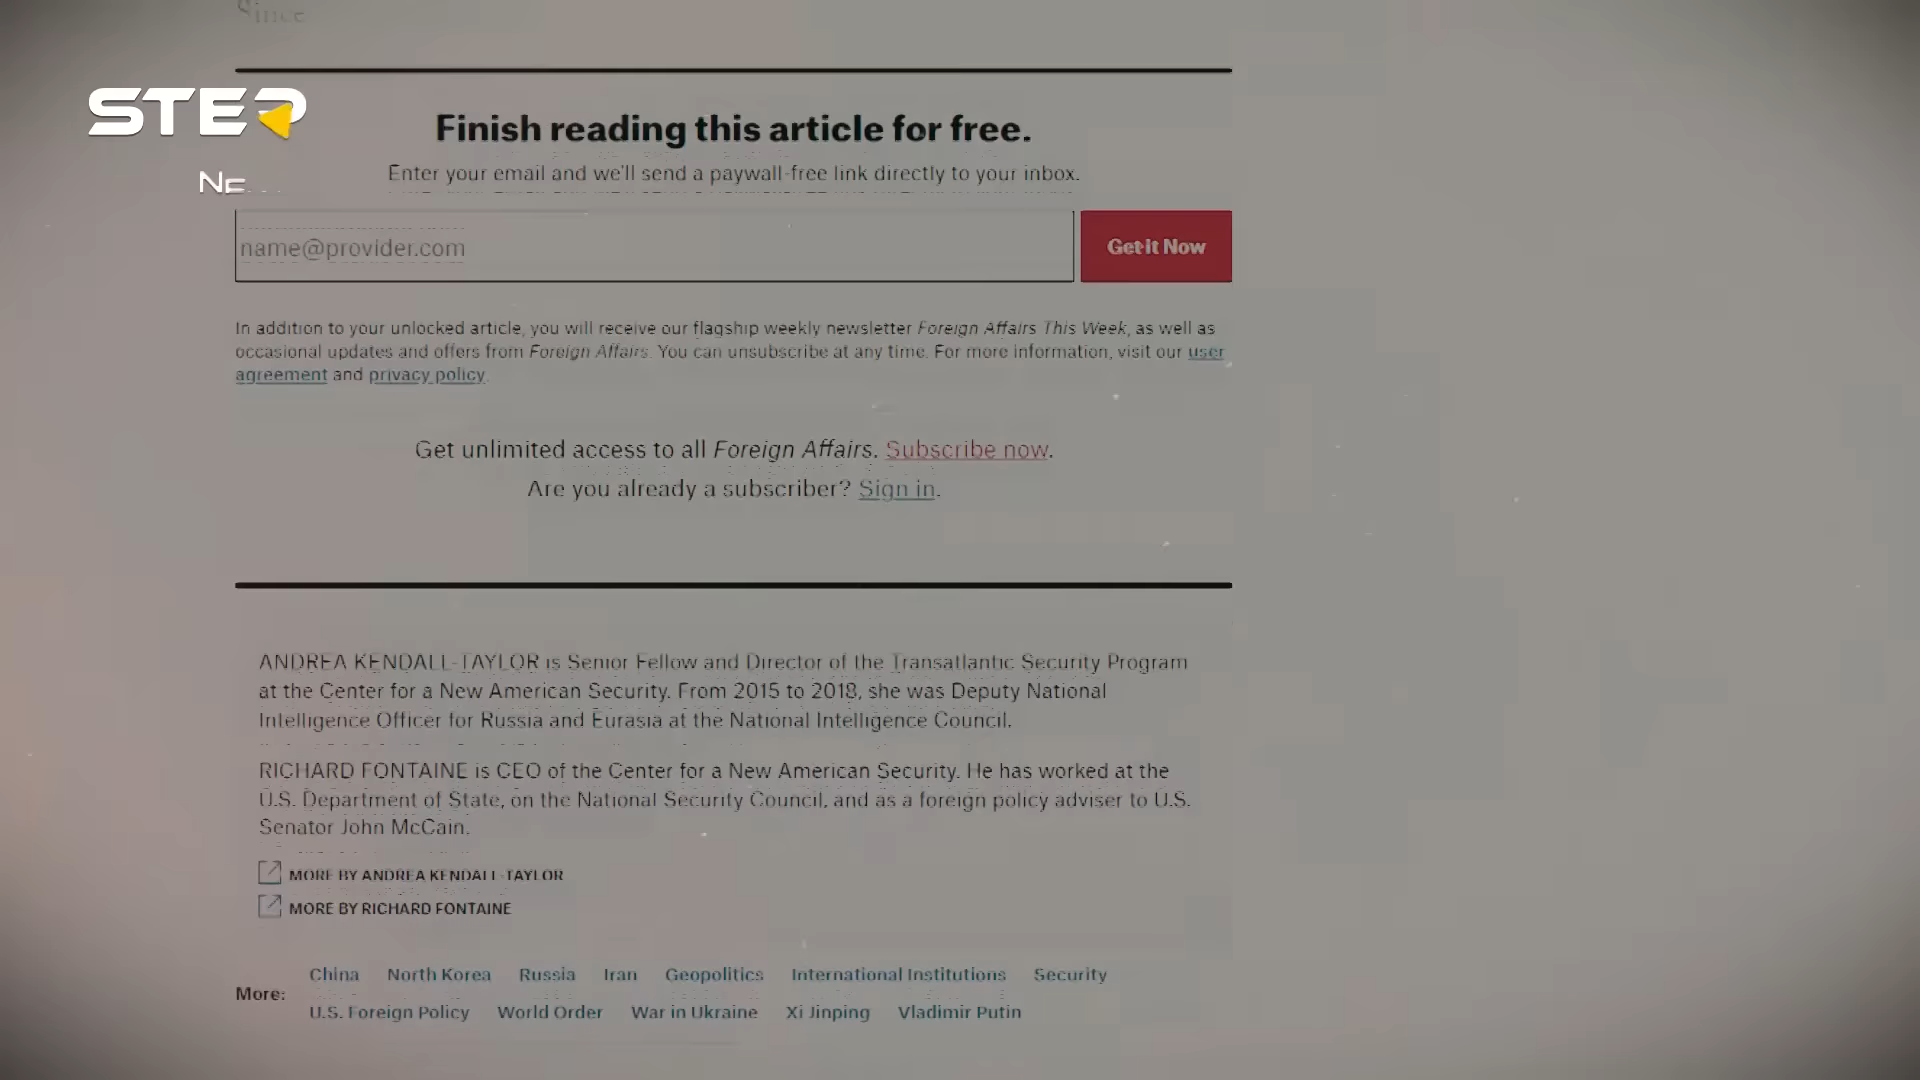 Since
STEP
NE
Finish reading this article for free.
Enter your email and we'll send a paywall-free link directly to your inbox.
name@provider.com
Get it Now
In addition to your unlocked article, you will receive our flagship weekly newsletter Foreign Affairs This Week, as well as
occasional updates and offers from Foreign Affairs. You can unsubscribe at any time. For more information, visit our user
agreement and privacy policy.
Get unlimited access to all Foreign Affairs. Subscribe now.
Are you already a subscriber? Sign in.
ANDREA KENDALL-TAYLOR is Senior Fellow and Director of the Transatlantic Security Program
at the Center for a New American Security. From 2015 to 2018, she was Deputy National
Intelligence Officer for Russia and Eurasia at the National Intelligence Council.
RICHARD FONTAINE is CEO of the Center for a New American Security. He has worked at the
U.S. Department of State, on the National Security Council, and as a foreign policy adviser to U.S.
Senator John McCain.
MORE BY ANDREA KENDALL-TAYLOR
MORE BY RICHARD FONTAINE
More:
China North Korea Russia Iran Geopolitics International Institutions Security
U.S. Foreign Policy World Order War in Ukraine Xi Jinping Vladimir Putin